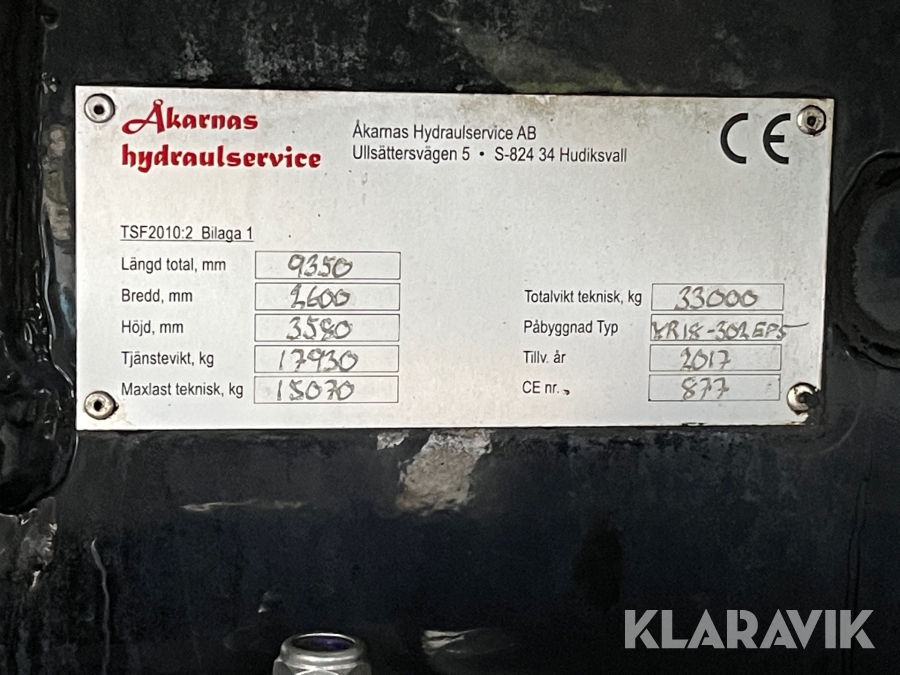 Åkarnas
hydraulservice
Åkarnas Hydraulservice AB
Ullsättersvägen 5 • S-824 34 Hudiksvall
CE
TSF2010:2 Bilaga 1
Längd total, mm 9350
Bredd, mm 2600
Höjd, mm 3580
Tjänstevikt, kg 17930
Maxlast teknisk, kg 15070
Totalvikt teknisk, kg 33000
Påbyggnad Typ XR18-302EPS
Tillv. år 2017
CE nr. 877
KLARAVIK